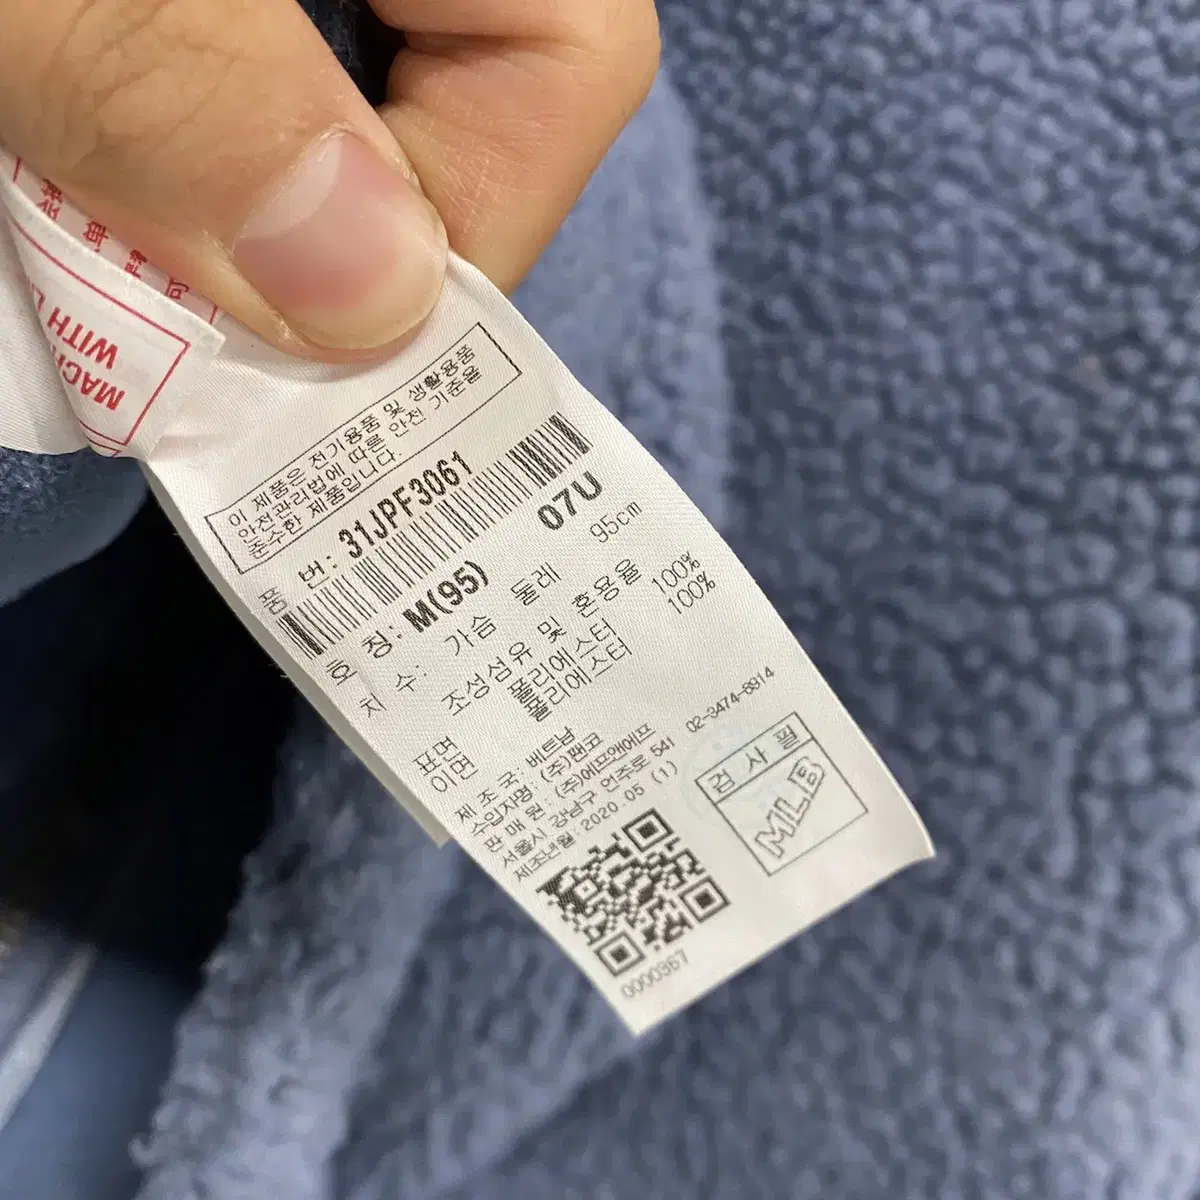 WITH
이 제품은 전기용품 및 생활용품
안전관리법에 따른 안전 기준을
준수한 제품입니다.
품 번: 31JPF3061
07U
호 칭: M(95)
치 수: 가슴 둘레 95cm
조성섬유 및 혼용율
표면 폴리에스터 100%
이면 폴리에스터 100%
제 조 국: 베트남
수입자명: (주)팬코
판 매 원: (주)에프앤에프
서울시 강남구 언주로 541 02-3474-8914
제조년월: 2020.05 (1)
검 사 필
MLB
0000367